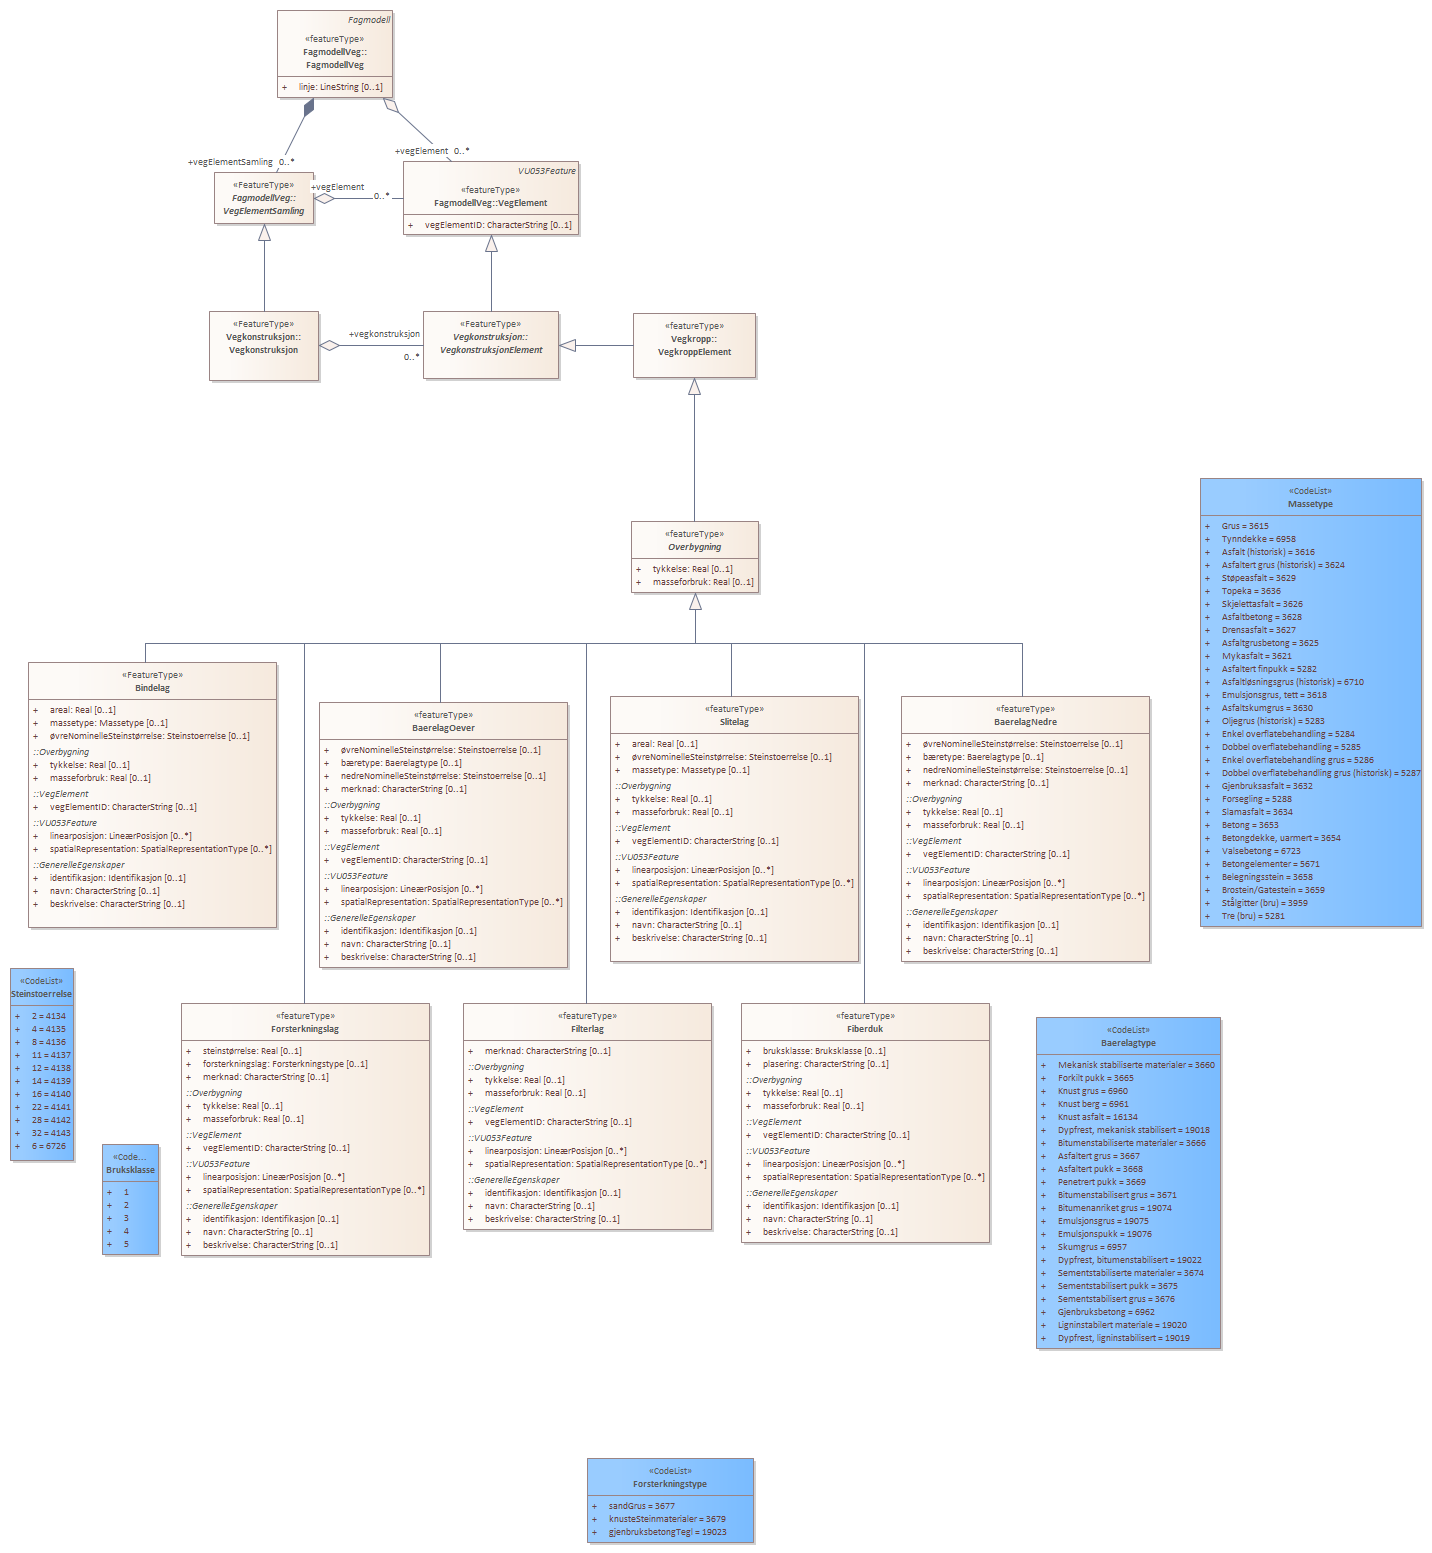 Fagmodell
«featureType»
FagmodellVeg::
FagmodellVeg
+ linje: LineString [0..1]
+vegElementSamling 0..*
+vegElement 0..*
«FeatureType»
FagmodellVeg::
VegElementSamling
+vegElement
0..*
VU053Feature
«featureType»
FagmodellVeg::VegElement
+ vegElementID: CharacterString [0..1]
«FeatureType»
Vegkonstruksjon::
Vegkonstruksjon
+vegkonstruksjon
0..*
«FeatureType»
Vegkonstruksjon::
VegkonstruksjonElement
«featureType»
Vegkropp::
VegkroppElement
«featureType»
Overbygning
+ tykkelse: Real [0..1]
+ masseforbruk: Real [0..1]
«CodeList»
Massetype
+ Grus = 3615
+ Tynndekke = 6958
+ Asfalt (historisk) = 3616
+ Asfaltert grus (historisk) = 3624
+ Støpeasfalt = 3629
+ Topeka = 3636
+ Skjelettasfalt = 3626
+ Asfaltbetong = 3628
+ Drensasfalt = 3627
+ Asfaltgrusbetong = 3625
+ Mykasfalt = 3621
+ Asfaltert finpukk = 5282
+ Asfaltløsningsgrus (historisk) = 6710
+ Emulsjonsgrus, tett = 3618
+ Asfaltskumgrus = 3630
+ Oljegrus (historisk) = 5283
+ Enkel overflatebehandling = 5284
+ Dobbel overflatebehandling = 5285
+ Enkel overflatebehandling grus = 5286
+ Dobbel overflatebehandling grus (historisk) = 5287
+ Gjenbruksasfalt = 3632
+ Forsegling = 5288
+ Slamasfalt = 3634
+ Betong = 3653
+ Betongdekke, uarmert = 3654
+ Valsebetong = 6723
+ Betongelementer = 5671
+ Belegningsstein = 3658
+ Brostein/Gatestein = 3659
+ Stålgitter (bru) = 3959
+ Tre (bru) = 5281
«FeatureType»
Bindelag
+ areal: Real [0..1]
+ massetype: Massetype [0..1]
+ øvreNominelleSteinstørrelse: Steinstoerrelse [0..1]
::Overbygning
+ tykkelse: Real [0..1]
+ masseforbruk: Real [0..1]
::VegElement
+ vegElementID: CharacterString [0..1]
::VU053Feature
+ linearposisjon: LineærPosisjon [0..*]
+ spatialRepresentation: SpatialRepresentationType [0..*]
::GenerelleEgenskaper
+ identifikasjon: Identifikasjon [0..1]
+ navn: CharacterString [0..1]
+ beskrivelse: CharacterString [0..1]
«featureType»
BaerelagOever
+ øvreNominelleSteinstørrelse: Steinstoerrelse [0..1]
+ bæretype: Baerelagtype [0..1]
+ nedreNominelleSteinstørrelse: Steinstoerrelse [0..1]
+ merknad: CharacterString [0..1]
::Overbygning
+ tykkelse: Real [0..1]
+ masseforbruk: Real [0..1]
::VegElement
+ vegElementID: CharacterString [0..1]
::VU053Feature
+ linearposisjon: LineærPosisjon [0..*]
+ spatialRepresentation: SpatialRepresentationType [0..*]
::GenerelleEgenskaper
+ identifikasjon: Identifikasjon [0..1]
+ navn: CharacterString [0..1]
+ beskrivelse: CharacterString [0..1]
«featureType»
Slitelag
+ areal: Real [0..1]
+ øvreNominelleSteinstørrelse: Steinstoerrelse [0..1]
+ massetype: Massetype [0..1]
::Overbygning
+ tykkelse: Real [0..1]
+ masseforbruk: Real [0..1]
::VegElement
+ vegElementID: CharacterString [0..1]
::VU053Feature
+ linearposisjon: LineærPosisjon [0..*]
+ spatialRepresentation: SpatialRepresentationType [0..*]
::GenerelleEgenskaper
+ identifikasjon: Identifikasjon [0..1]
+ navn: CharacterString [0..1]
+ beskrivelse: CharacterString [0..1]
«featureType»
BaerelagNedre
+ øvreNominelleSteinstørrelse: Steinstoerrelse [0..1]
+ bæretype: Baerelagtype [0..1]
+ nedreNominelleSteinstørrelse: Steinstoerrelse [0..1]
+ merknad: CharacterString [0..1]
::Overbygning
+ tykkelse: Real [0..1]
+ masseforbruk: Real [0..1]
::VegElement
+ vegElementID: CharacterString [0..1]
::VU053Feature
+ linearposisjon: LineærPosisjon [0..*]
+ spatialRepresentation: SpatialRepresentationType [0..*]
::GenerelleEgenskaper
+ identifikasjon: Identifikasjon [0..1]
+ navn: CharacterString [0..1]
+ beskrivelse: CharacterString [0..1]
«CodeList»
Steinstoerrelse
+ 2 = 4134
+ 4 = 4135
+ 8 = 4136
+ 11 = 4137
+ 12 = 4138
+ 14 = 4139
+ 16 = 4140
+ 22 = 4141
+ 28 = 4142
+ 32 = 4143
+ 6 = 6726
«Code...
Bruksklasse
+ 1
+ 2
+ 3
+ 4
+ 5
«featureType»
Forsterkningslag
+ steinstørrelse: Real [0..1]
+ forsterkningslag: Forsterkningstype [0..1]
+ merknad: CharacterString [0..1]
::Overbygning
+ tykkelse: Real [0..1]
+ masseforbruk: Real [0..1]
::VegElement
+ vegElementID: CharacterString [0..1]
::VU053Feature
+ linearposisjon: LineærPosisjon [0..*]
+ spatialRepresentation: SpatialRepresentationType [0..*]
::GenerelleEgenskaper
+ identifikasjon: Identifikasjon [0..1]
+ navn: CharacterString [0..1]
+ beskrivelse: CharacterString [0..1]
«featureType»
Filterlag
+ merknad: CharacterString [0..1]
::Overbygning
+ tykkelse: Real [0..1]
+ masseforbruk: Real [0..1]
::VegElement
+ vegElementID: CharacterString [0..1]
::VU053Feature
+ linearposisjon: LineærPosisjon [0..*]
+ spatialRepresentation: SpatialRepresentationType [0..*]
::GenerelleEgenskaper
+ identifikasjon: Identifikasjon [0..1]
+ navn: CharacterString [0..1]
+ beskrivelse: CharacterString [0..1]
«featureType»
Fiberduk
+ bruksklasse: Bruksklasse [0..1]
+ plasering: CharacterString [0..1]
::Overbygning
+ tykkelse: Real [0..1]
+ masseforbruk: Real [0..1]
::VegElement
+ vegElementID: CharacterString [0..1]
::VU053Feature
+ linearposisjon: LineærPosisjon [0..*]
+ spatialRepresentation: SpatialRepresentationType [0..*]
::GenerelleEgenskaper
+ identifikasjon: Identifikasjon [0..1]
+ navn: CharacterString [0..1]
+ beskrivelse: CharacterString [0..1]
«CodeList»
Baerelagtype
+ Mekanisk stabiliserte materialer = 3660
+ Forkilt pukk = 3665
+ Knust grus = 6960
+ Knust berg = 6961
+ Knust asfalt = 16134
+ Dypfrest, mekanisk stabilisert = 19018
+ Bitumenstabiliserte materialer = 3666
+ Asfaltert grus = 3667
+ Asfaltert pukk = 3668
+ Penetrert pukk = 3669
+ Bitumenstabilisert grus = 3671
+ Bitumenanriket grus = 19074
+ Emulsjonsgrus = 19075
+ Emulsjonspukk = 19076
+ Skumgrus = 6957
+ Dypfrest, bitumenstabilisert = 19022
+ Sementstabiliserte materialer = 3674
+ Sementstabilisert pukk = 3675
+ Sementstabilisert grus = 3676
+ Gjenbruksbetong = 6962
+ Ligninstabilert materiale = 19020
+ Dypfrest, ligninstabilisert = 19019
«CodeList»
Forsterkningstype
+ sandGrus = 3677
+ knusteSteinmaterialer = 3679
+ gjenbruksbetongTegl = 19023